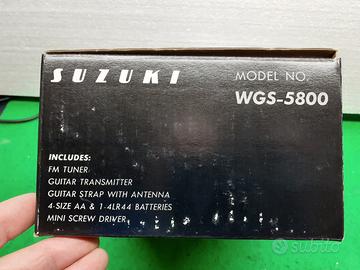 SUZUKI
MODEL NO.
WGS-5800
INCLUDES:
FM TUNER
GUITAR TRANSMITTER
GUITAR STRAP WITH ANTENNA
4-SIZE AA & 1-4LR44 BATTERIES
MINI SCREW DRIVER
subito